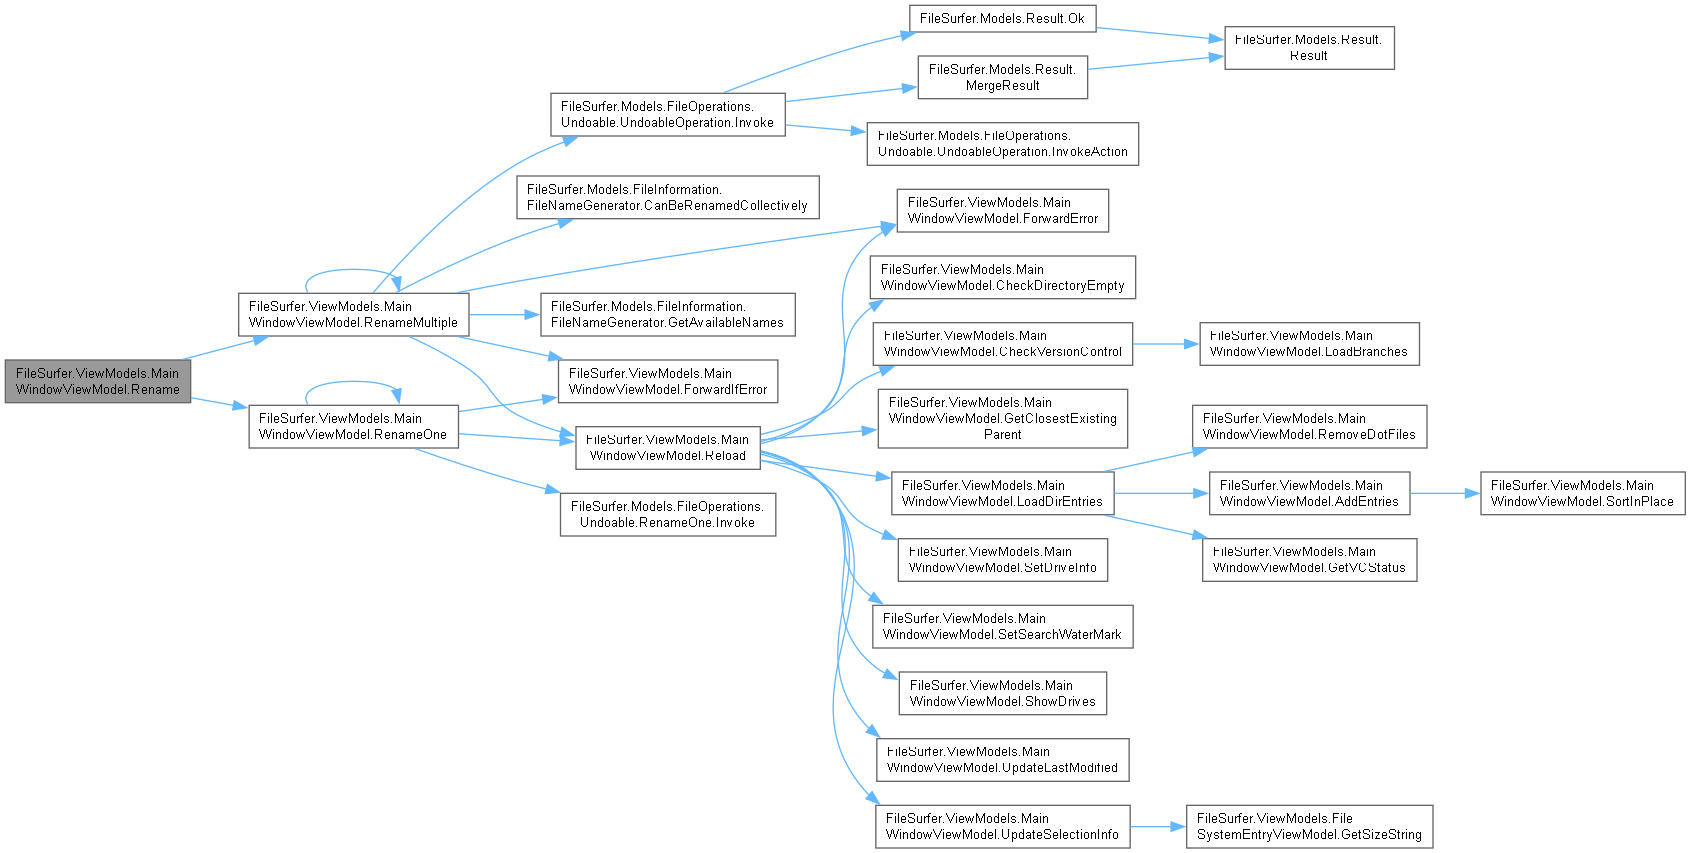 FileSurfer.ViewModels.Main
WindowViewModel.Rename
FileSurfer.ViewModels.Main
WindowViewModel.RenameMultiple
FileSurfer.ViewModels.Main
WindowViewModel.RenameOne
FileSurfer.Models.FileOperations.
Undoable.UndoableOperation.Invoke
FileSurfer.Models.FileInformation.
FileNameGenerator.CanBeRenamedCollectively
FileSurfer.Models.FileInformation.
FileNameGenerator.GetAvailableNames
FileSurfer.ViewModels.Main
WindowViewModel.ForwardIfError
FileSurfer.ViewModels.Main
WindowViewModel.Reload
FileSurfer.Models.FileOperations.
Undoable.RenameOne.Invoke
FileSurfer.Models.Result.Ok
FileSurfer.Models.Result.
MergeResult
FileSurfer.Models.FileOperations.
Undoable.UndoableOperation.InvokeAction
FileSurfer.ViewModels.Main
WindowViewModel.ForwardError
FileSurfer.ViewModels.Main
WindowViewModel.CheckDirectoryEmpty
FileSurfer.ViewModels.Main
WindowViewModel.CheckVersionControl
FileSurfer.ViewModels.Main
WindowViewModel.GetClosestExisting
Parent
FileSurfer.ViewModels.Main
WindowViewModel.LoadDirEntries
FileSurfer.ViewModels.Main
WindowViewModel.SetDriveInfo
FileSurfer.ViewModels.Main
WindowViewModel.SetSearchWaterMark
FileSurfer.ViewModels.Main
WindowViewModel.ShowDrives
FileSurfer.ViewModels.Main
WindowViewModel.UpdateLastModified
FileSurfer.ViewModels.Main
WindowViewModel.UpdateSelectionInfo
FileSurfer.Models.Result.
Result
FileSurfer.ViewModels.Main
WindowViewModel.LoadBranches
FileSurfer.ViewModels.Main
WindowViewModel.RemoveDotFiles
FileSurfer.ViewModels.Main
WindowViewModel.AddEntries
FileSurfer.ViewModels.Main
WindowViewModel.GetVCStatus
FileSurfer.ViewModels.File
SystemEntryViewModel.GetSizeString
FileSurfer.ViewModels.Main
WindowViewModel.SortInPlace